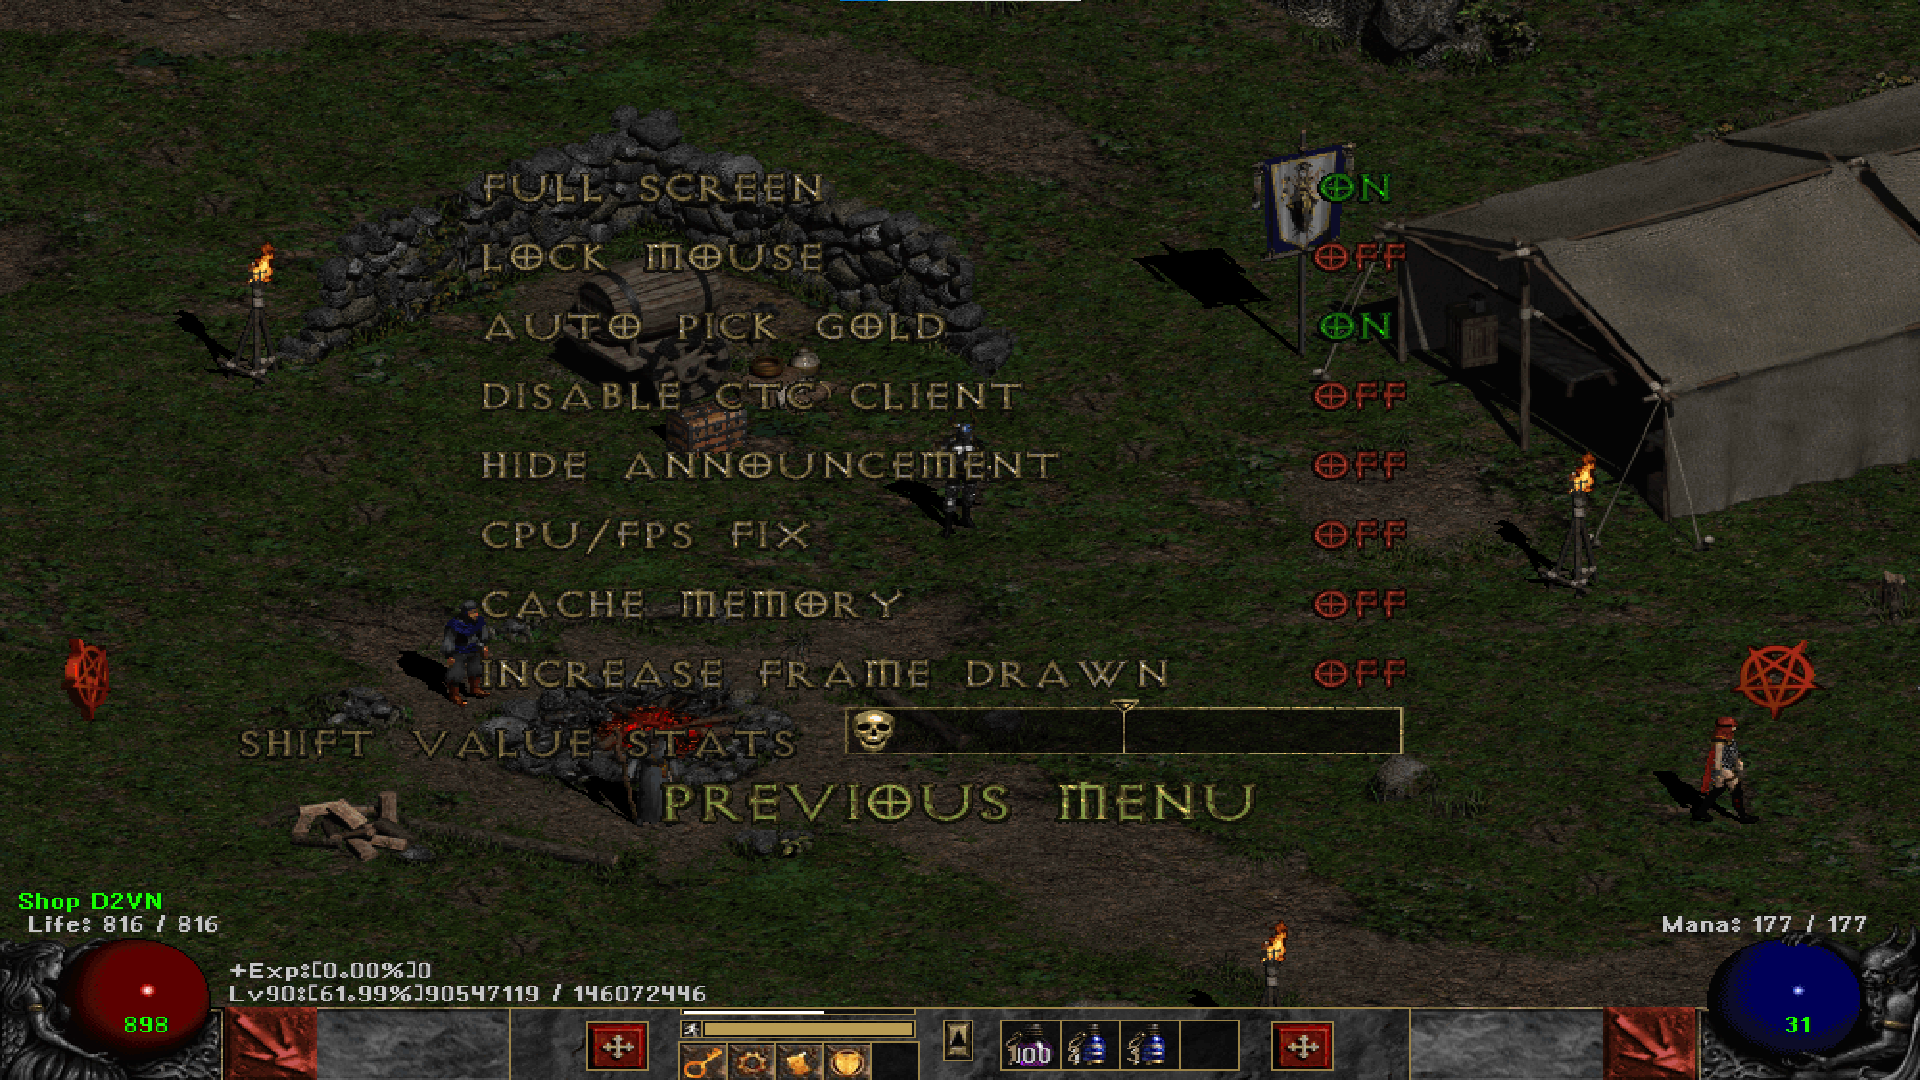 FULL SCREEN ON
LOCK MOUSE OFF
AUTO PICK GOLD ON
DISABLE CTC CLIENT OFF
HIDE ANNOUNCEMENT OFF
CPU/FPS FIX OFF
CACHE MEMORY OFF
INCREASE FRAME DRAWN OFF
SHIFT VALUE STATS
PREVIOUS MENU
Shop D2VN
Life: 816 / 816
Mana: 177 / 177
+Exp:[0.00%]0
Lv90:[61.99%]90547119 / 146072446
898
31